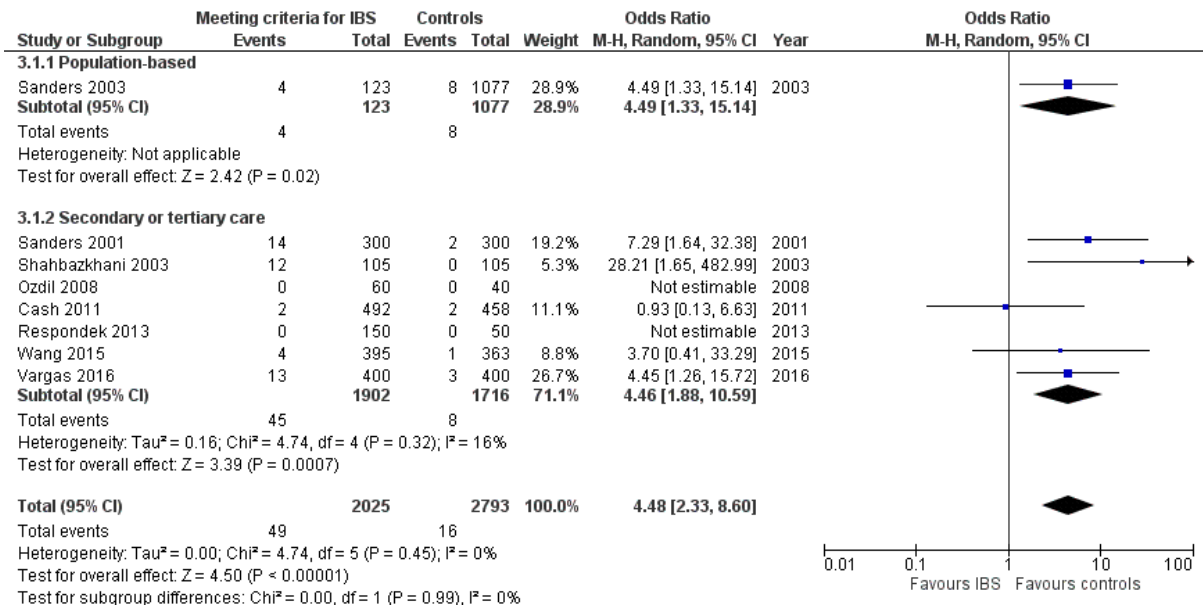 Meeting criteria for IBS Controls Odds Ratio Odds Ratio
Study or Subgroup Events Total Events Total Weight M-H, Random, 95% CI Year M-H, Random, 95% CI
3.1.1 Population-based
Sanders 2003 4 123 8 1077 28.9% 4.49 [1.33, 15.14] 2003
Subtotal (95% CI) 123 1077 28.9% 4.49 [1.33, 15.14]
Total events 4 8
Heterogeneity: Not applicable
Test for overall effect: Z = 2.42 (P = 0.02)
3.1.2 Secondary or tertiary care
Sanders 2001 14 300 2 300 19.2% 7.29 [1.64, 32.38] 2001
Shahbazkhani 2003 12 105 0 105 5.3% 28.21 [1.65, 482.99] 2003
Ozdil 2008 0 60 0 40 Not estimable 2008
Cash 2011 2 492 2 458 11.1% 0.93 [0.13, 6.63] 2011
Respondek 2013 0 150 0 50 Not estimable 2013
Wang 2015 4 395 1 363 8.8% 3.70 [0.41, 33.29] 2015
Vargas 2016 13 400 3 400 26.7% 4.45 [1.26, 15.72] 2016
Subtotal (95% CI) 1902 1716 71.1% 4.46 [1.88, 10.59]
Total events 45 8
Heterogeneity: Tau² = 0.16; Chi² = 4.74, df = 4 (P = 0.32); I² = 16%
Test for overall effect: Z = 3.39 (P = 0.0007)
Total (95% CI) 2025 2793 100.0% 4.48 [2.33, 8.60]
Total events 49 16
Heterogeneity: Tau² = 0.00; Chi² = 4.74, df = 5 (P = 0.45); I² = 0%
Test for overall effect: Z = 4.50 (P < 0.00001)
Test for subgroup differences: Chi² = 0.00, df = 1 (P = 0.99), I² = 0%
0.01 0.1 1 10 100
Favours IBS Favours controls